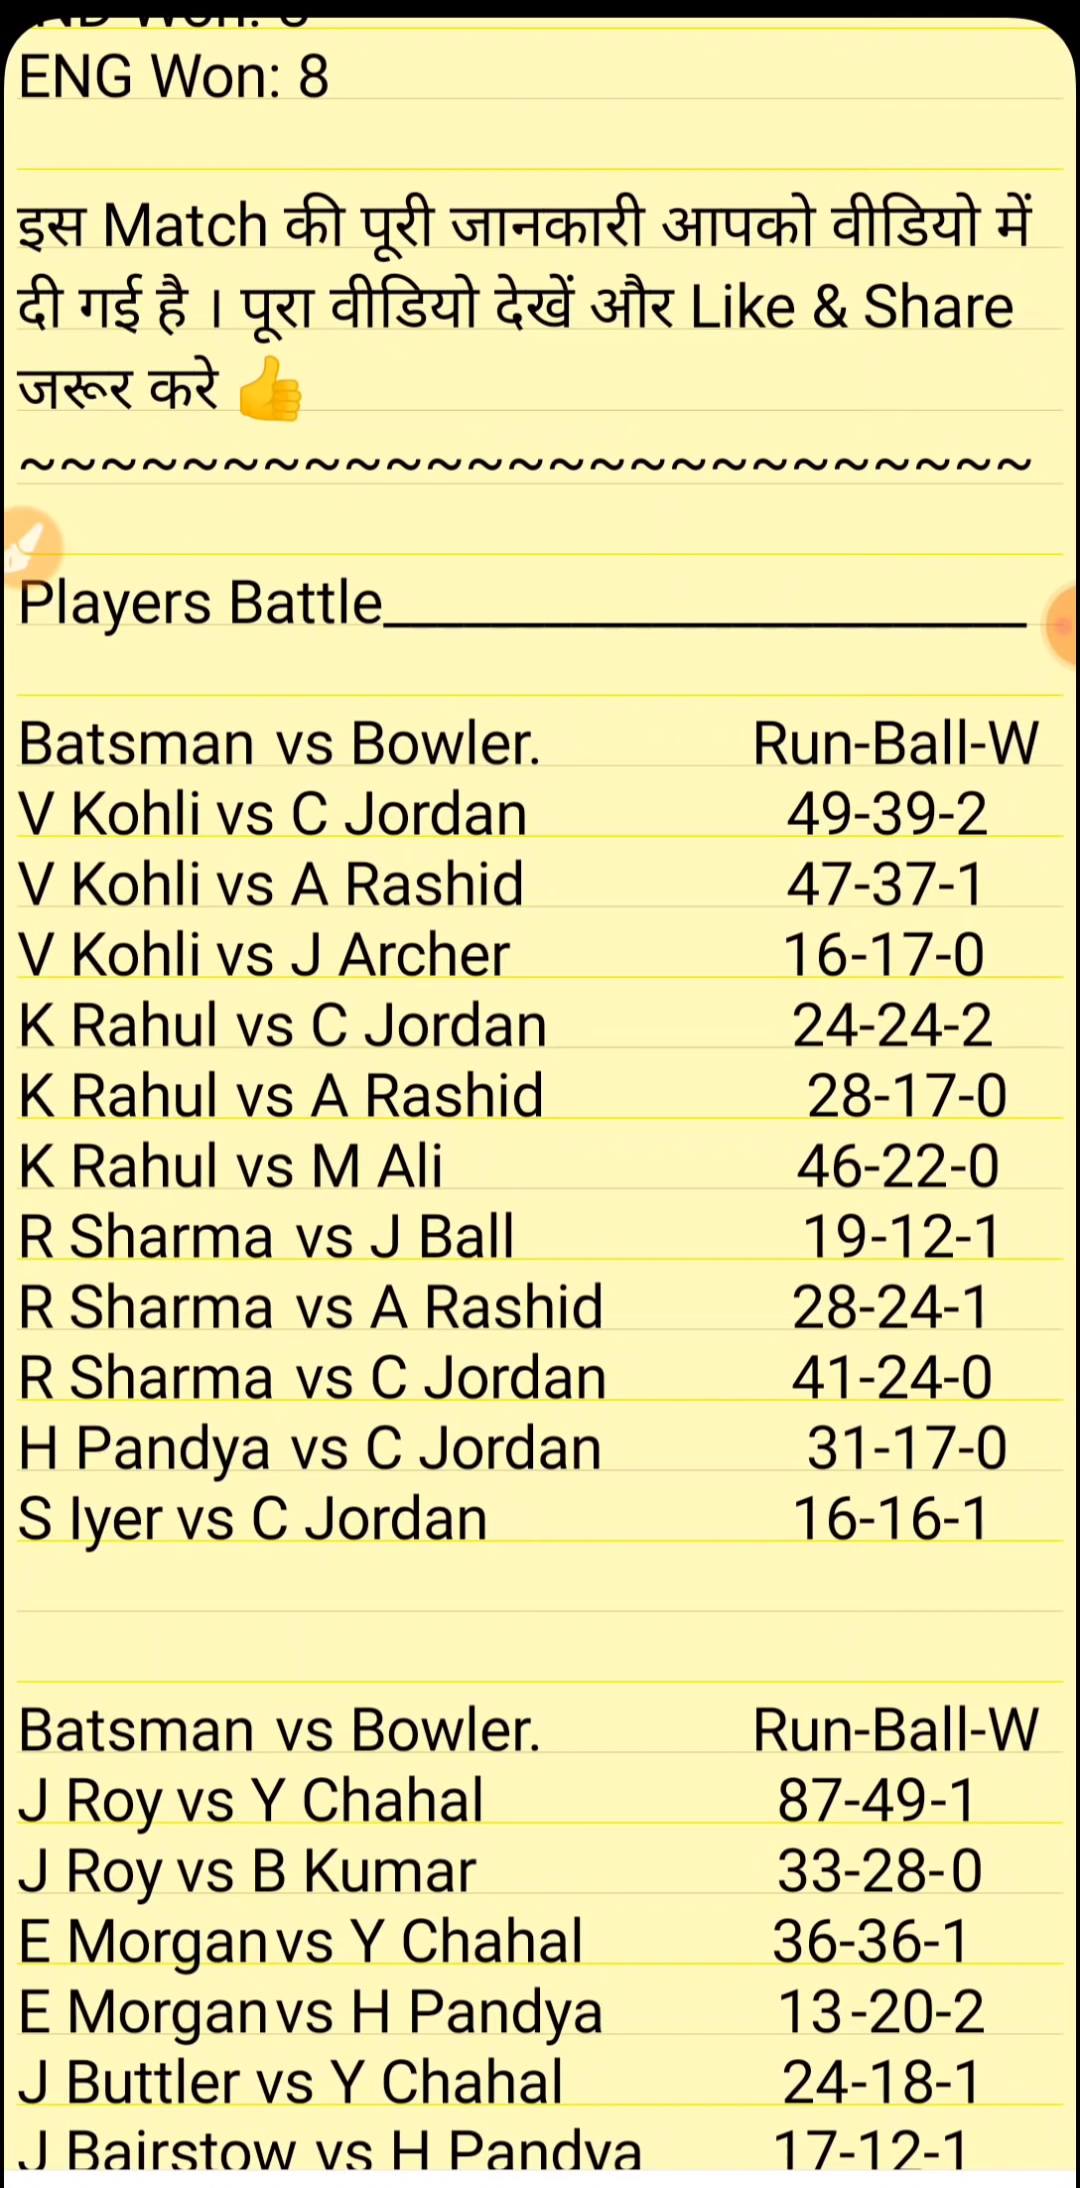 Won: 8
ENG Won: 8
इस Match की पूरी जानकारी आपको वीडियो में
दी गई है । पूरा वीडियो देखें और Like & Share
जरूर करे 👍
~~~~~~~~~~~~~~~~~~~~~~~~~
Players Battle_______________________
Batsman vs Bowler. Run-Ball-W
V Kohli vs C Jordan 49-39-2
V Kohli vs A Rashid 47-37-1
V Kohli vs J Archer 16-17-0
K Rahul vs C Jordan 24-24-2
K Rahul vs A Rashid 28-17-0
K Rahul vs M Ali 46-22-0
R Sharma vs J Ball 19-12-1
R Sharma vs A Rashid 28-24-1
R Sharma vs C Jordan 41-24-0
H Pandya vs C Jordan 31-17-0
S Iyer vs C Jordan 16-16-1
Batsman vs Bowler. Run-Ball-W
J Roy vs Y Chahal 87-49-1
J Roy vs B Kumar 33-28-0
E Morgan vs Y Chahal 36-36-1
E Morgan vs H Pandya 13-20-2
J Buttler vs Y Chahal 24-18-1
J Bairstow vs H Pandya 17-12-1